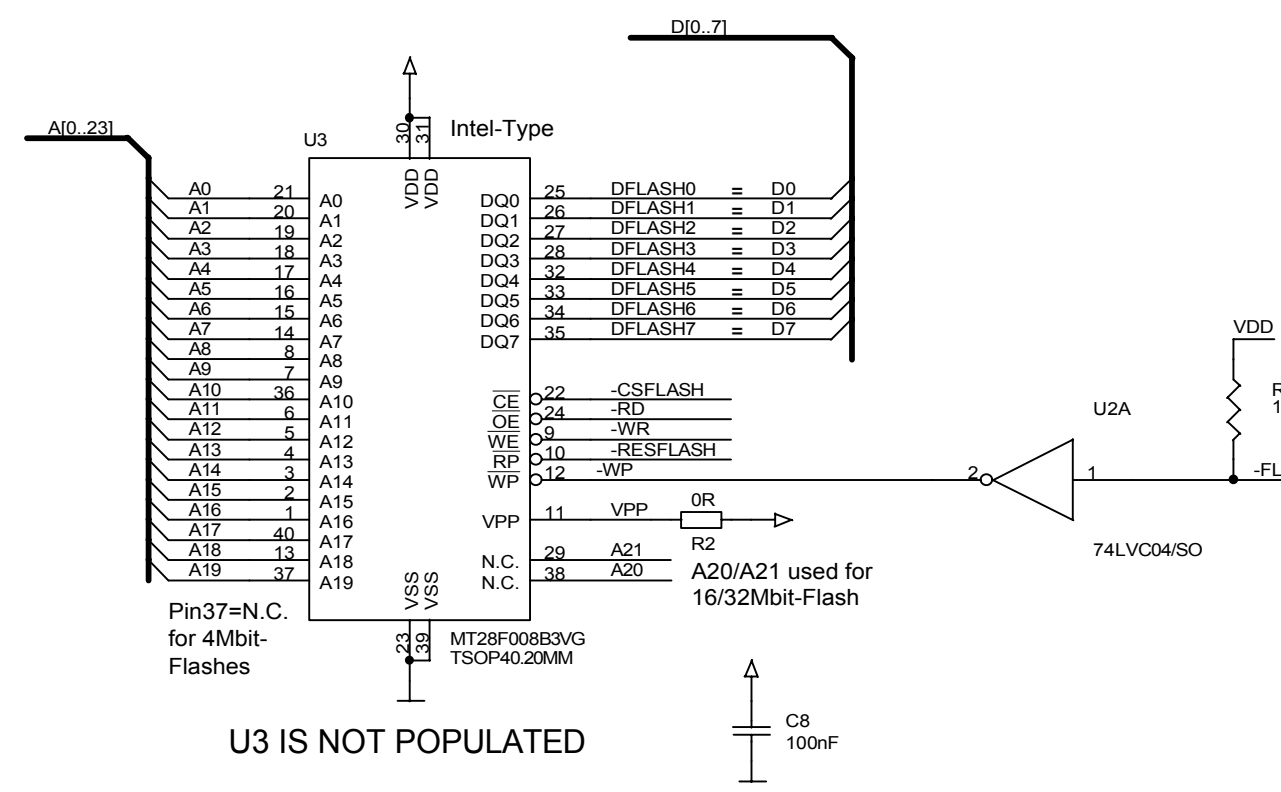 D[0..7]
A[0..23]
U3
30
31
Intel-Type
VDD
VDD
A0 21 A0 DQ0 25 DFLASH0 = D0
A1 20 A1 DQ1 26 DFLASH1 = D1
A2 19 A2 DQ2 27 DFLASH2 = D2
A3 18 A3 DQ3 28 DFLASH3 = D3
A4 17 A4 DQ4 32 DFLASH4 = D4
A5 16 A5 DQ5 33 DFLASH5 = D5
A6 15 A6 DQ6 34 DFLASH6 = D6
A7 14 A7 DQ7 35 DFLASH7 = D7
A8 8 A8
A9 7 A9
A10 36 A10 CE 22 -CSFLASH
A11 6 A11 OE 24 -RD
A12 5 A12 WE 9 -WR
A13 4 A13 RP 10 -RESFLASH
A14 3 A14 WP 12 -WP
A15 2 A15
A16 1 A16 VPP 11 VPP 0R
A17 40 A17 R2
A18 13 A18 N.C. 29 A21
A19 37 A19 N.C. 38 A20
VDD
R
1
U2A
2 1 -FL
74LVC04/SO
A20/A21 used for
16/32Mbit-Flash
VSS
VSS
23
39
Pin37=N.C.
for 4Mbit-
Flashes
MT28F008B3VG
TSOP40.20MM
U3 IS NOT POPULATED
C8
100nF